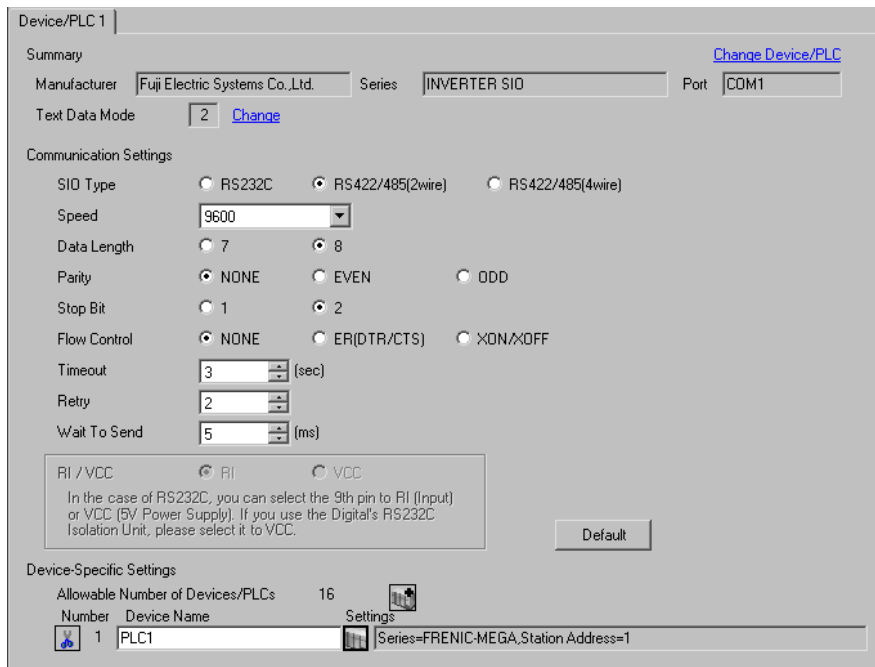 Device/PLC 1
Summary Change Device/PLC
Manufacturer Fuji Electric Systems Co.,Ltd. Series INVERTER SIO Port COM1
Text Data Mode 2 Change
Communication Settings
SIO Type RS232C RS422/485(2wire) RS422/485(4wire)
Speed 9600
Data Length 7 8
Parity NONE EVEN ODD
Stop Bit 1 2
Flow Control NONE ER(DTR/CTS) XON/XOFF
Timeout 3 (sec)
Retry 2
Wait To Send 5 (ms)
RI / VCC RI VCC
In the case of RS232C, you can select the 9th pin to RI (Input)
or VCC (5V Power Supply). If you use the Digital's RS232C
Isolation Unit, please select it to VCC.
Default
Device-Specific Settings
Allowable Number of Devices/PLCs 16
Number Device Name Settings
1 PLC1 Series=FRENIC-MEGA,Station Address=1